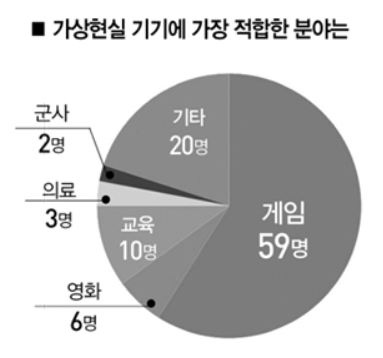 ■ 가상현실 기기에 가장 적합한 분야는
군사
2명
기타
20명
의료
3명
게임
59명
교육
10명
영화
6명